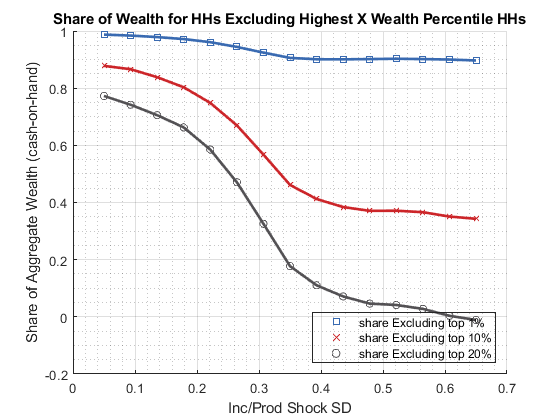 Share of Wealth for HHs Excluding Highest X Wealth Percentile HHs
Share of Aggregate Wealth (cash-on-hand)
1
0.8
0.6
0.4
0.2
0
-0.2
0
0.1
0.2
0.3
0.4
0.5
0.6
0.7
Inc/Prod Shock SD
share Excluding top 1%
share Excluding top 10%
share Excluding top 20%